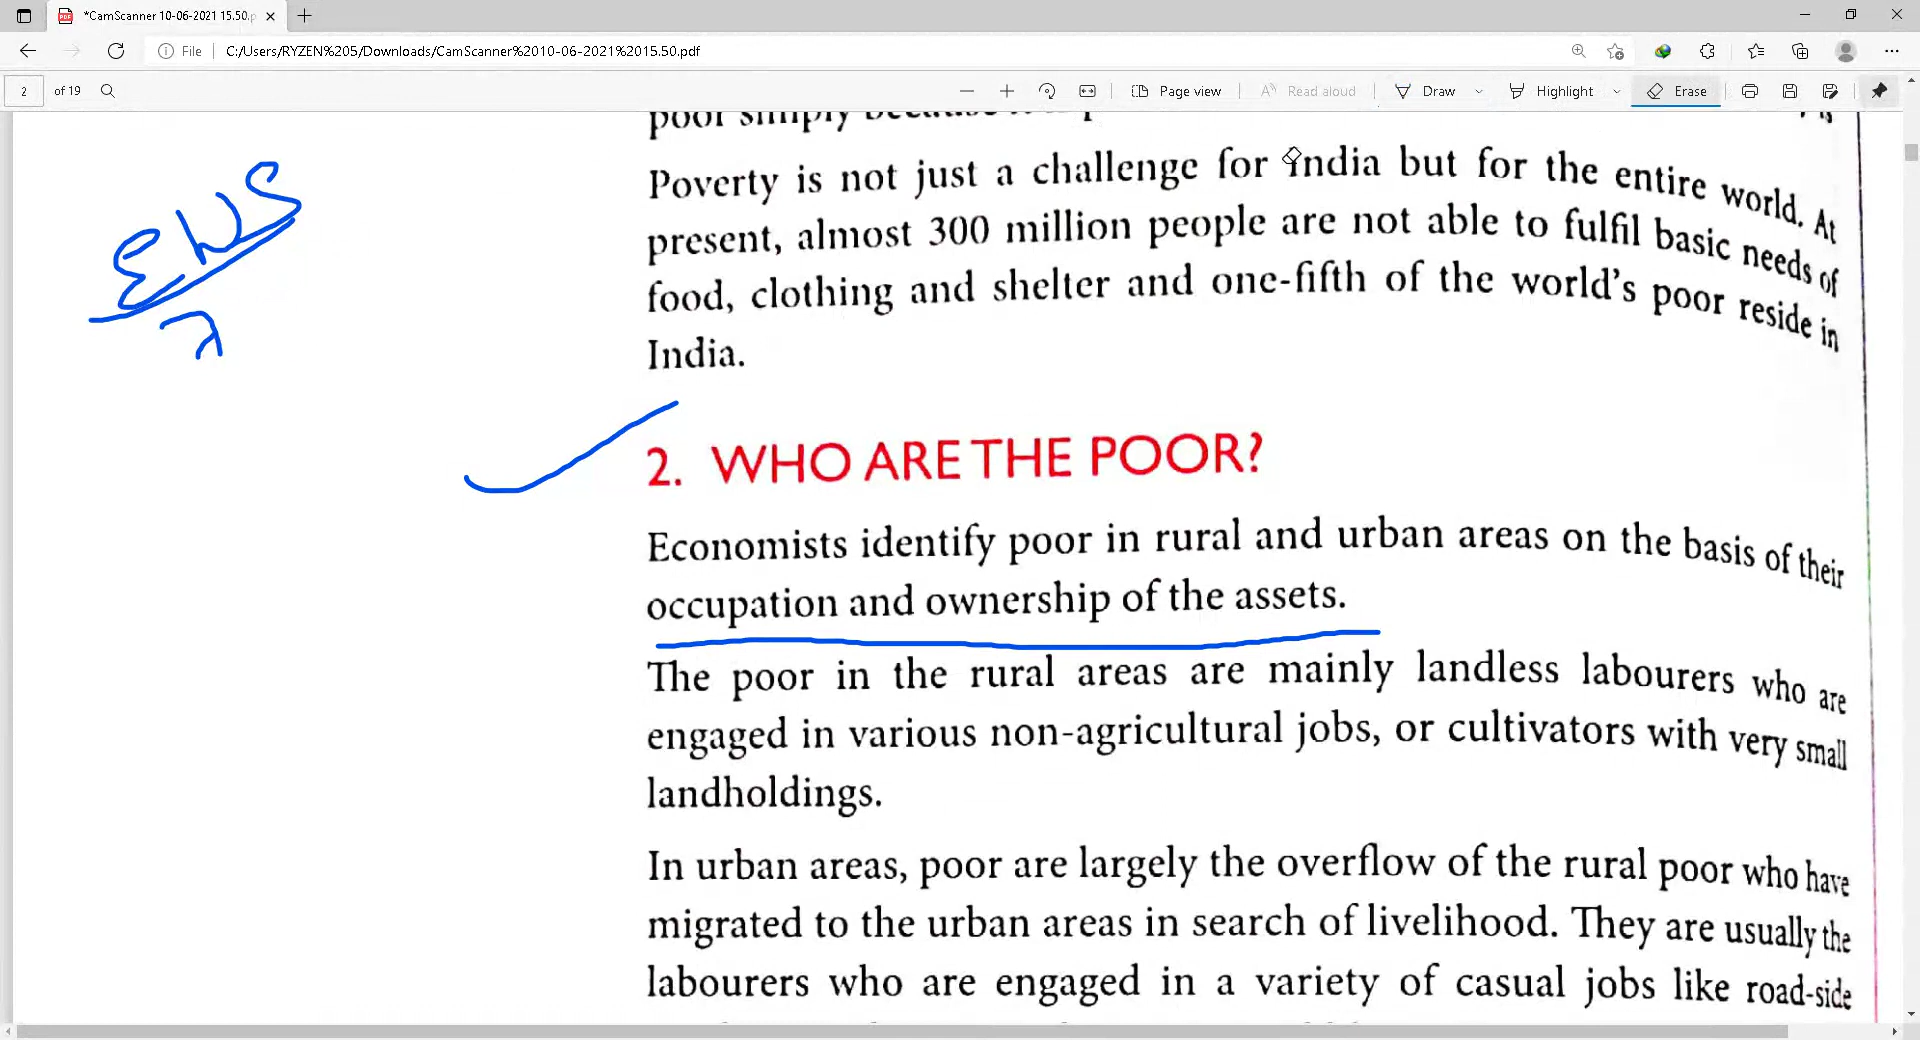 *CamScanner 10-06-2021 15.50.p
File C:/Users/RYZEN%205/Downloads/CamScanner%2010-06-2021%2015.50.pdf
2 of 19 Page view Read aloud Draw Highlight Erase
poor simply because
Poverty is not just a challenge for India but for the entire world. At
present, almost 300 million people are not able to fulfil basic needs of
food, clothing and shelter and one-fifth of the world's poor reside in
India.
EWS
2. WHO ARE THE POOR?
Economists identify poor in rural and urban areas on the basis of their
occupation and ownership of the assets.
The poor in the rural areas are mainly landless labourers who are
engaged in various non-agricultural jobs, or cultivators with very small
landholdings.
In urban areas, poor are largely the overflow of the rural poor who have
migrated to the urban areas in search of livelihood. They are usually the
labourers who are engaged in a variety of casual jobs like road-side